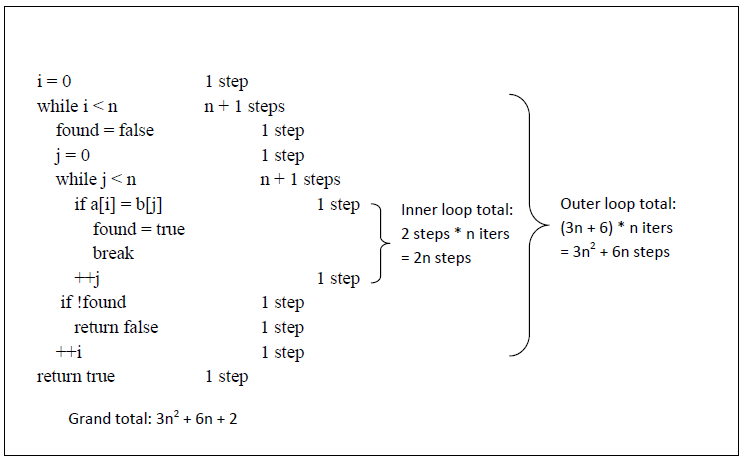 i = 0 1 step
while i < n n + 1 steps
found = false 1 step
j = 0 1 step
while j < n n + 1 steps
if a[i] = b[j] 1 step
found = true
break
++j 1 step
if !found 1 step
return false 1 step
++i 1 step
return true 1 step
Inner loop total:
2 steps * n iters
= 2n steps
Outer loop total:
(3n + 6) * n iters
= 3n² + 6n steps
Grand total: 3n² + 6n + 2